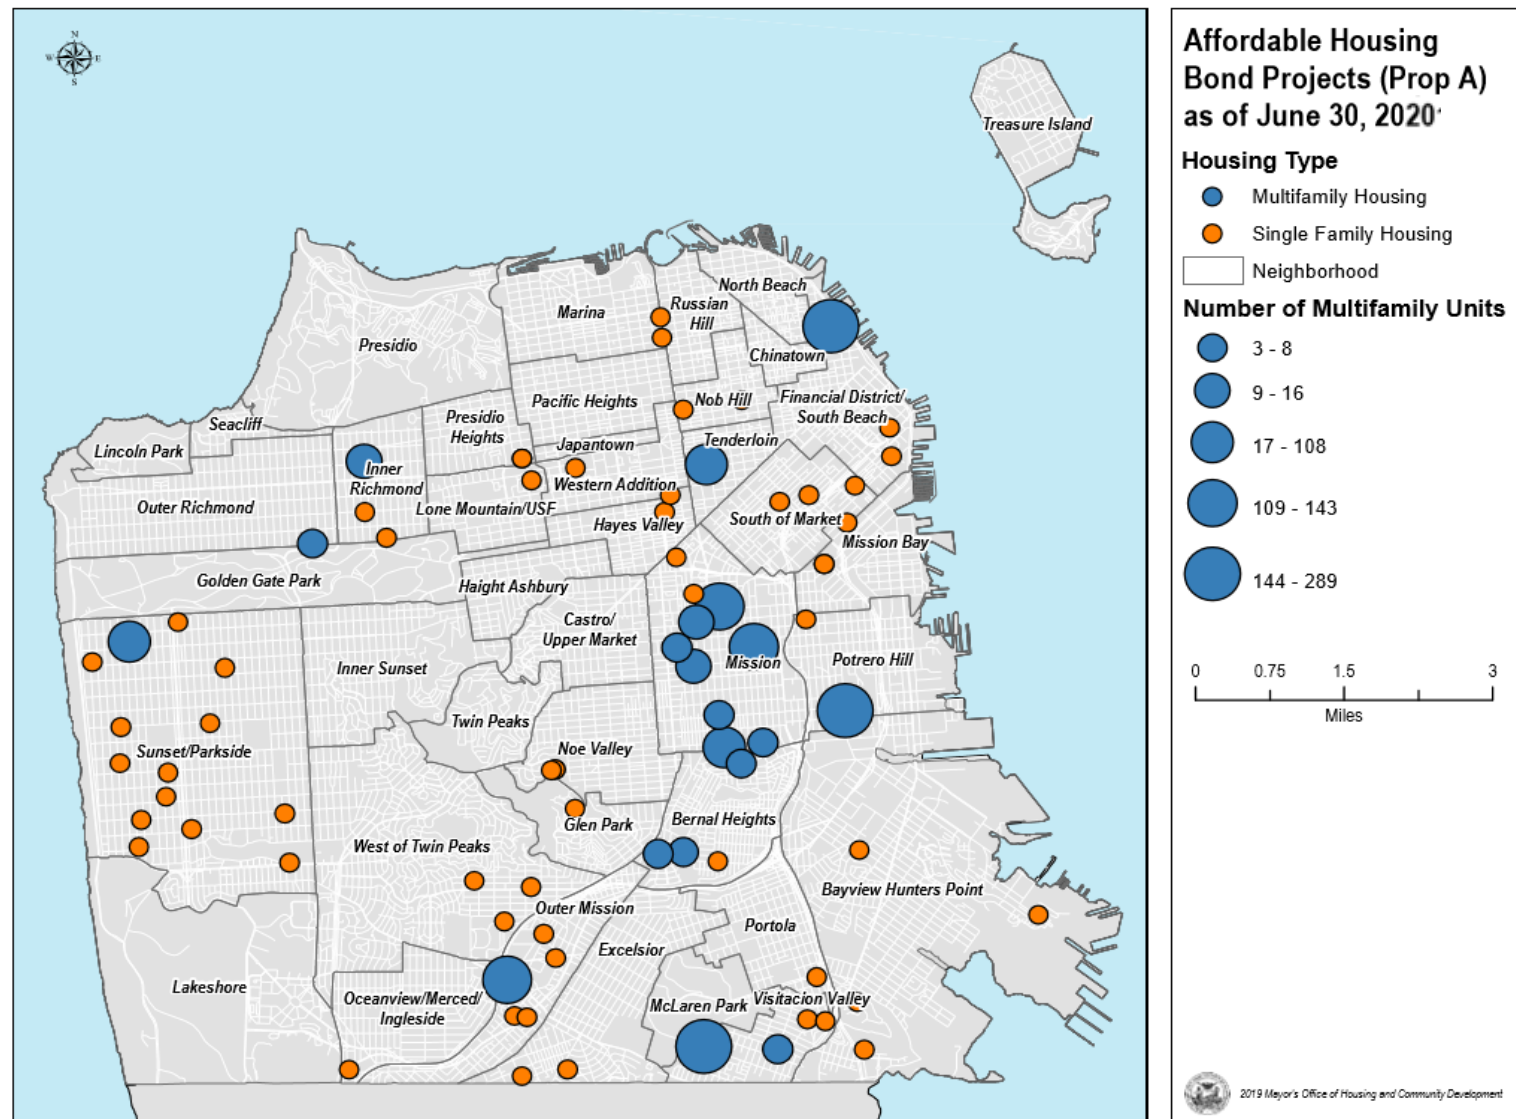 N
W E
S
Treasure Island
North Beach
Marina
Russian
Hill
Presidio
Chinatown
Pacific Heights
Nob Hill
Financial District/
South Beach
Seacliff
Presidio
Heights
Lincoln Park
Japantown
Tenderloin
Inner
Richmond
Western Addition
Outer Richmond
Lone Mountain/USF
Hayes Valley
South of Market
Mission Bay
Golden Gate Park
Haight Ashbury
Castro/
Upper Market
Inner Sunset
Mission
Potrero Hill
Twin Peaks
Sunset/Parkside
Noe Valley
Glen Park
Bernal Heights
West of Twin Peaks
Bayview Hunters Point
Outer Mission
Portola
Excelsior
Lakeshore
Oceanview/Merced/
Ingleside
McLaren Park
Visitacion Valley
Affordable Housing
Bond Projects (Prop A)
as of June 30, 2020
Housing Type
Multifamily Housing
Single Family Housing
Neighborhood
Number of Multifamily Units
3 - 8
9 - 16
17 - 108
109 - 143
144 - 289
0 0.75 1.5 3
Miles
2019 Mayor's Office of Housing and Community Development